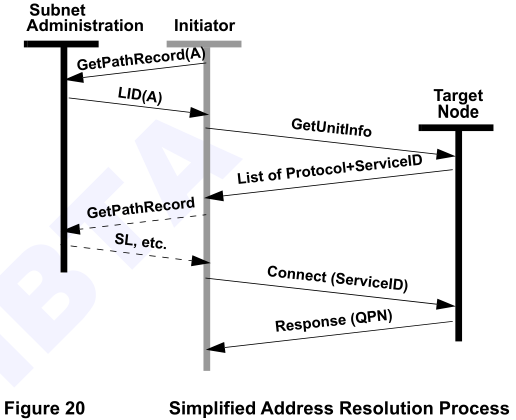 Subnet
Administration
Initiator
GetPathRecord(A)
LID(A)
Target
Node
GetUnitInfo
List of Protocol+ServiceID
GetPathRecord
SL, etc.
Connect (ServiceID)
Response (QPN)
IBTA
Figure 20 Simplified Address Resolution Process